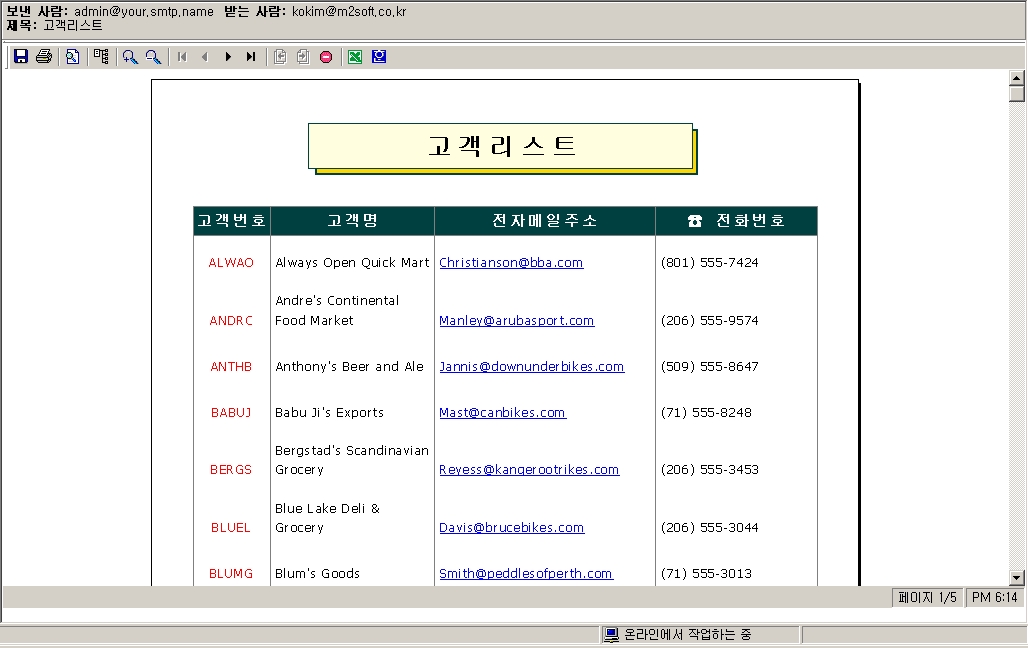 보낸 사람: admin@your.smtp.name 받는 사람: kokim@m2soft.co.kr
제목: 고객리스트
고객리스트
고객번호 고객명 전자메일주소 ☎ 전화번호
ALWAO Always Open Quick Mart Christianson@bba.com (801) 555-7424
Andre's Continental
ANDRC Food Market Manley@arubasport.com (206) 555-9574
ANTHB Anthony's Beer and Ale Jannis@downunderbikes.com (509) 555-8647
BABUJ Babu Ji's Exports Mast@canbikes.com (71) 555-8248
Bergstad's Scandinavian
BERGS Grocery Reyess@kangerootrikes.com (206) 555-3453
Blue Lake Deli &
BLUEL Grocery Davis@brucebikes.com (206) 555-3044
BLUMG Blum's Goods Smith@peddlesofperth.com (71) 555-3013
페이지 1/5 PM 6:14
온라인에서 작업하는 중